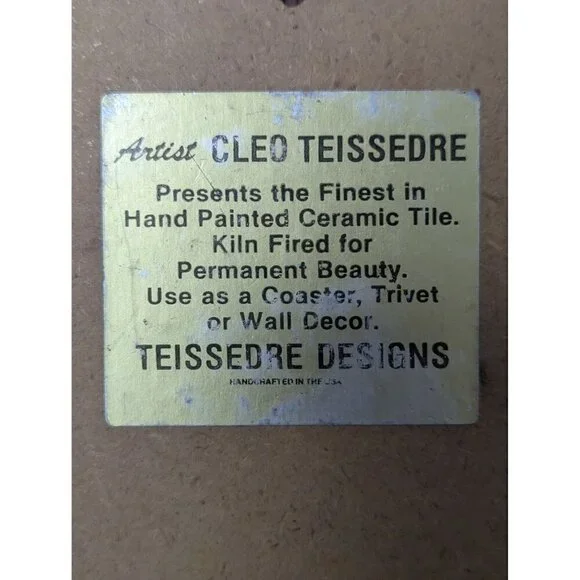 Artist CLEO TEISSEDRE
Presents the Finest in
Hand Painted Ceramic Tile.
Kiln Fired for
Permanent Beauty.
Use as a Coaster, Trivet
or Wall Decor.
TEISSEDRE DESIGNS
HANDCRAFTED IN THE USA